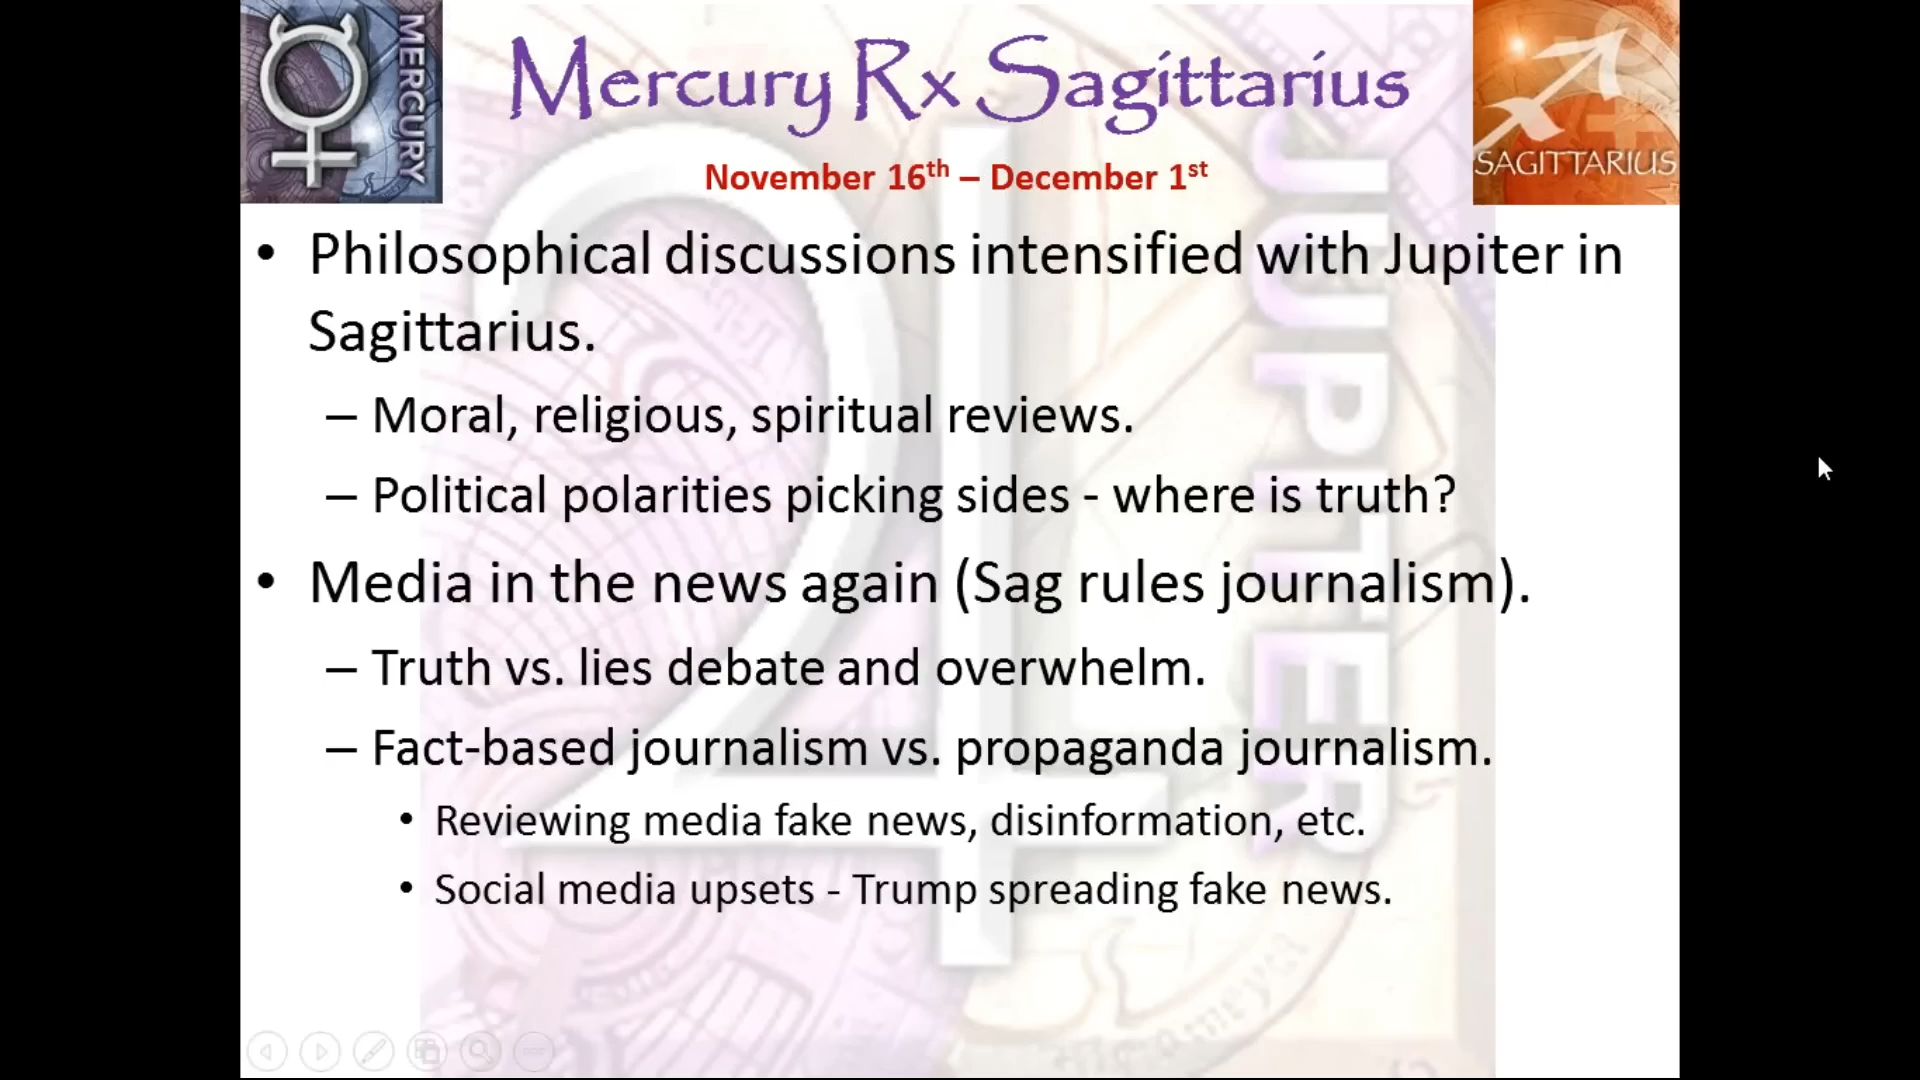 MERCURY
Mercury Rx Sagittarius
SAGITTARIUS
November 16th – December 1st
JUPITER
• Philosophical discussions intensified with Jupiter in
Sagittarius.
– Moral, religious, spiritual reviews.
– Political polarities picking sides - where is truth?
• Media in the news again (Sag rules journalism).
– Truth vs. lies debate and overwhelm.
– Fact-based journalism vs. propaganda journalism.
• Reviewing media fake news, disinformation, etc.
• Social media upsets - Trump spreading fake news.